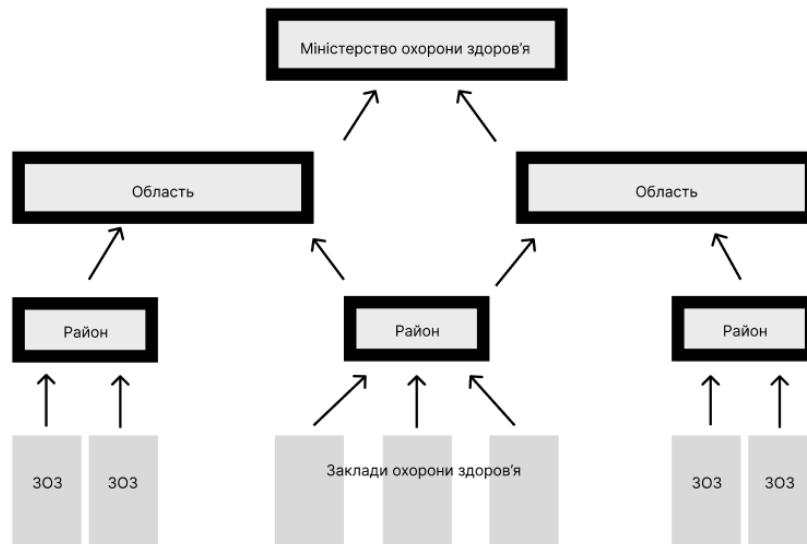 Міністерство охорони здоров'я
Область
Область
Район
Район
Район
ЗОЗ
ЗОЗ
Заклади охорони здоров'я
ЗОЗ
ЗОЗ